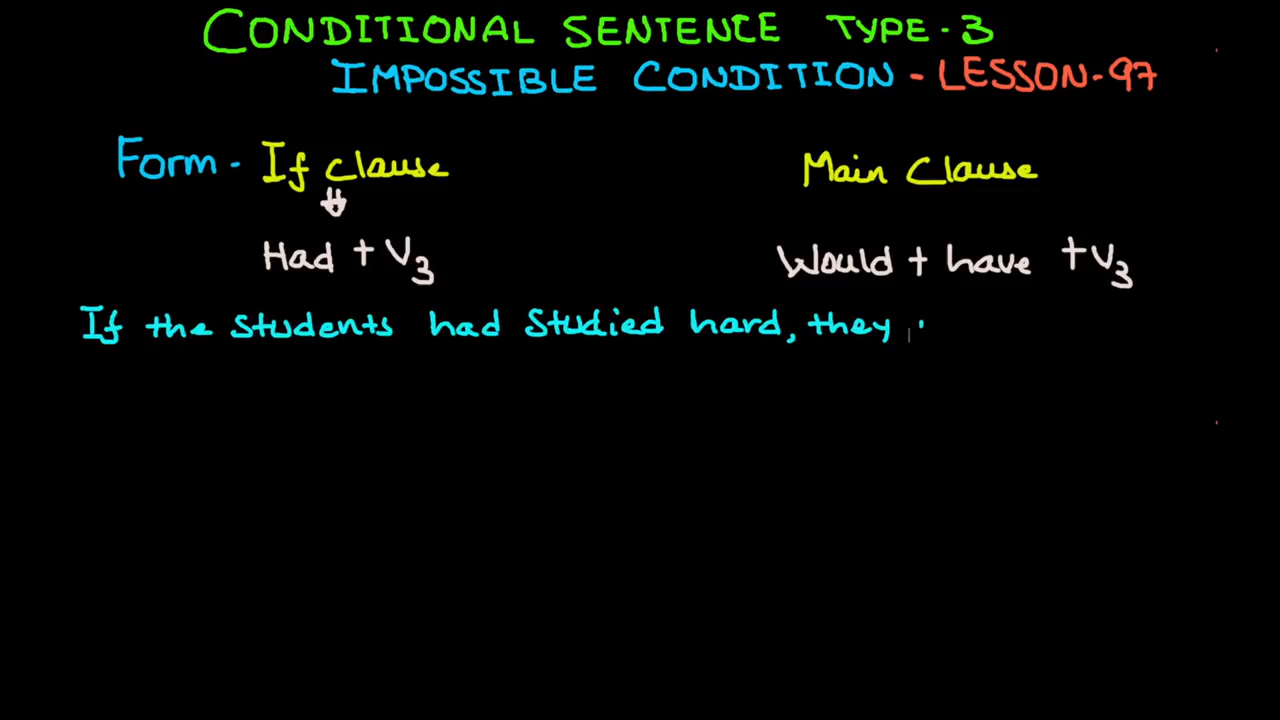 CONDITIONAL SENTENCE TYPE-3
IMPOSSIBLE CONDITION - LESSON-97
Form - If clause Main Clause
Had + V3 Would + have + V3
If the students had studied hard, they